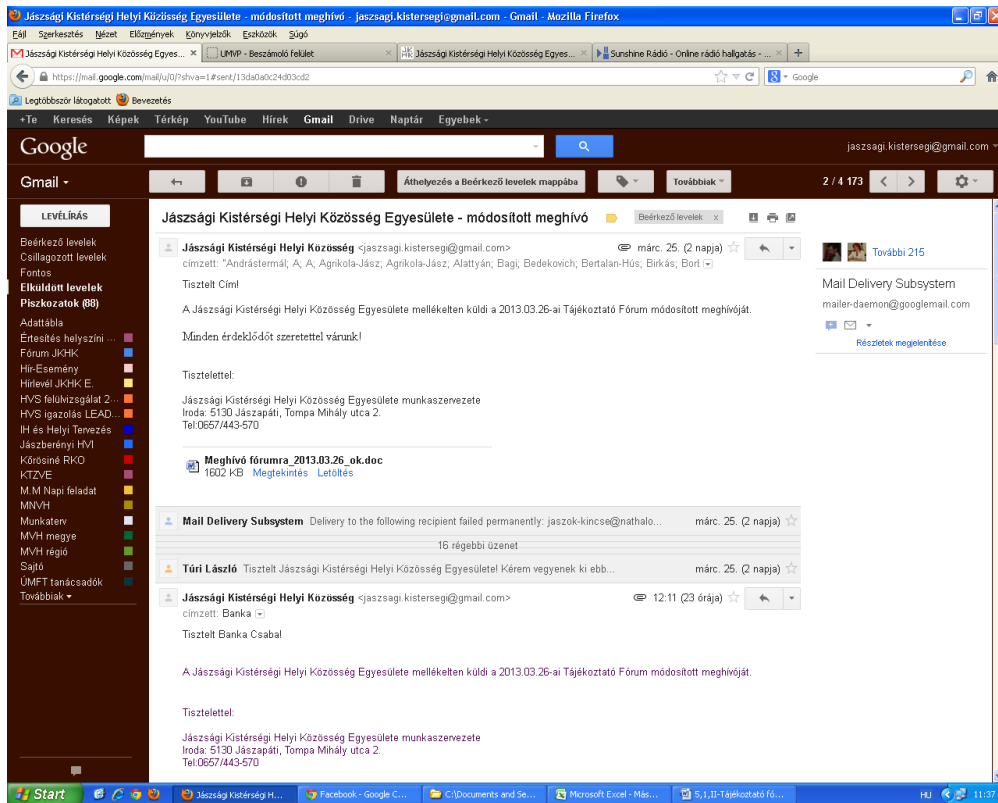 Jászsági Kistérségi Helyi Közösség Egyesülete - módosított meghívó - jaszsagi.kistersegi@gmail.com - Gmail - Mozilla Firefox
Fájl Szerkesztés Nézet Előzmények Könyvjelzők Eszközök Súgó
Jászsági Kistérségi Helyi Közösség Egyes... × UMVP - Beszámoló felület × Jászsági Kistérségi Helyi Közösség Egyes... × Sunshine Rádió - Online rádió hallgatás - ... × +
https://mail.google.com/mail/u/0/?shva=1#sent/13da0a0c24d03cd2 Google
Legtöbbször látogatott Bevezetés
+Te Keresés Képek Térkép YouTube Hírek Gmail Drive Naptár Egyebek
Google jaszsagi.kistersegi@gmail.com
Gmail Áthelyezés a Beérkező levelek mappába Továbbiak 2 / 4 173
LEVÉLÍRÁS
Beérkező levelek
Csillagozott levelek
Fontos
Elküldött levelek
Piszkozatok (88)
Adattábla
Értesítés helyszíni ...
Fórum JKHK
Hír-Esemény
Hírlevél JKHK E.
HVS felülvizsgálat 2...
HVS igazolás LEAD...
IH és Helyi Tervezés
Jászberényi HVI
Kőrösiné RKO
KTZVE
M.M Napi feladat
MNVH
Munkaterv
MVH megye
MVH régió
Sajtó
ÚMFT tanácsadók
Továbbiak
Jászsági Kistérségi Helyi Közösség Egyesülete - módosított meghívó Beérkező levelek x
Jászsági Kistérségi Helyi Közösség <jaszsagi.kistersegi@gmail.com> márc. 25. (2 napja)
címzett: "Andrástermál; A; A; Agrikola-Jász; Agrikola-Jász; Alattyán; Bagi; Bedekovich; Bertalan-Hús; Birkás; Bort
Tisztelt Cím!
A Jászsági Kistérségi Helyi Közösség Egyesülete mellékelten küldi a 2013.03.26-ai Tájékoztató Fórum módosított meghívóját.
Minden érdeklődőt szeretettel várunk!
Tisztelettel:
Jászsági Kistérségi Helyi Közösség Egyesülete munkaszervezete
Iroda: 5130 Jászapáti, Tompa Mihály utca 2.
Tel:0657/443-570
Meghívó fórumra_2013.03.26_ok.doc
1602 KB Megtekintés Letöltés
Mail Delivery Subsystem Delivery to the following recipient failed permanently: jaszok-kincse@nathalo... márc. 25. (2 napja)
16 régebbi üzenet
Túri László Tisztelt Jászsági Kistérségi Helyi Közösség Egyesülete! Kérem vegyenek ki ebb... márc. 25. (2 napja)
Jászsági Kistérségi Helyi Közösség <jaszsagi.kistersegi@gmail.com> 12:11 (23 órája)
címzett: Banka
Tisztelt Banka Csaba!
A Jászsági Kistérségi Helyi Közösség Egyesülete mellékelten küldi a 2013.03.26-ai Tájékoztató Fórum módosított meghívóját.
Tisztelettel:
Jászsági Kistérségi Helyi Közösség Egyesülete munkaszervezete
Iroda: 5130 Jászapáti, Tompa Mihály utca 2.
Tel:0657/443-570
További 215
Mail Delivery Subsystem
mailer-daemon@googlemail.com
Részletek megjelenítése
Start Jászsági Kistérségi H... Facebook - Google C... C:\Documents and Se... Microsoft Excel - Más... 5,1,II-Tájékoztató fó... HU 11:37